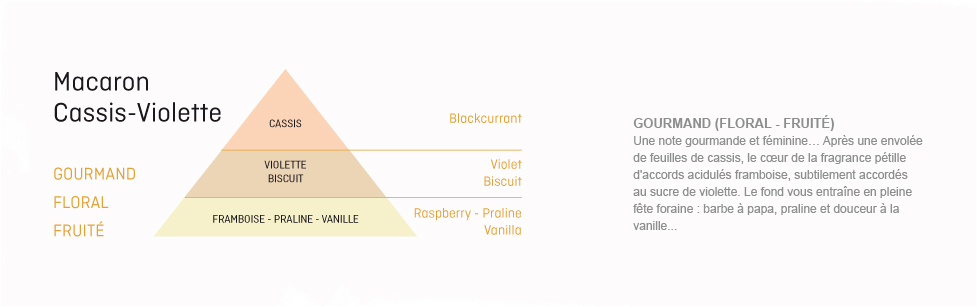 Macaron
Cassis-Violette
GOURMAND
FLORAL
FRUITÉ
CASSIS
VIOLETTE
BISCUIT
FRAMBOISE - PRALINE - VANILLE
Blackcurrant
Violet
Biscuit
Raspberry - Praline
Vanilla
GOURMAND (FLORAL - FRUITÉ)
Une note gourmande et féminine… Après une envolée
de feuilles de cassis, le cœur de la fragrance pétille
d'accords acidulés framboise, subtilement accordés
au sucre de violette. Le fond vous entraîne en pleine
fête foraine : barbe à papa, praline et douceur à la
vanille...